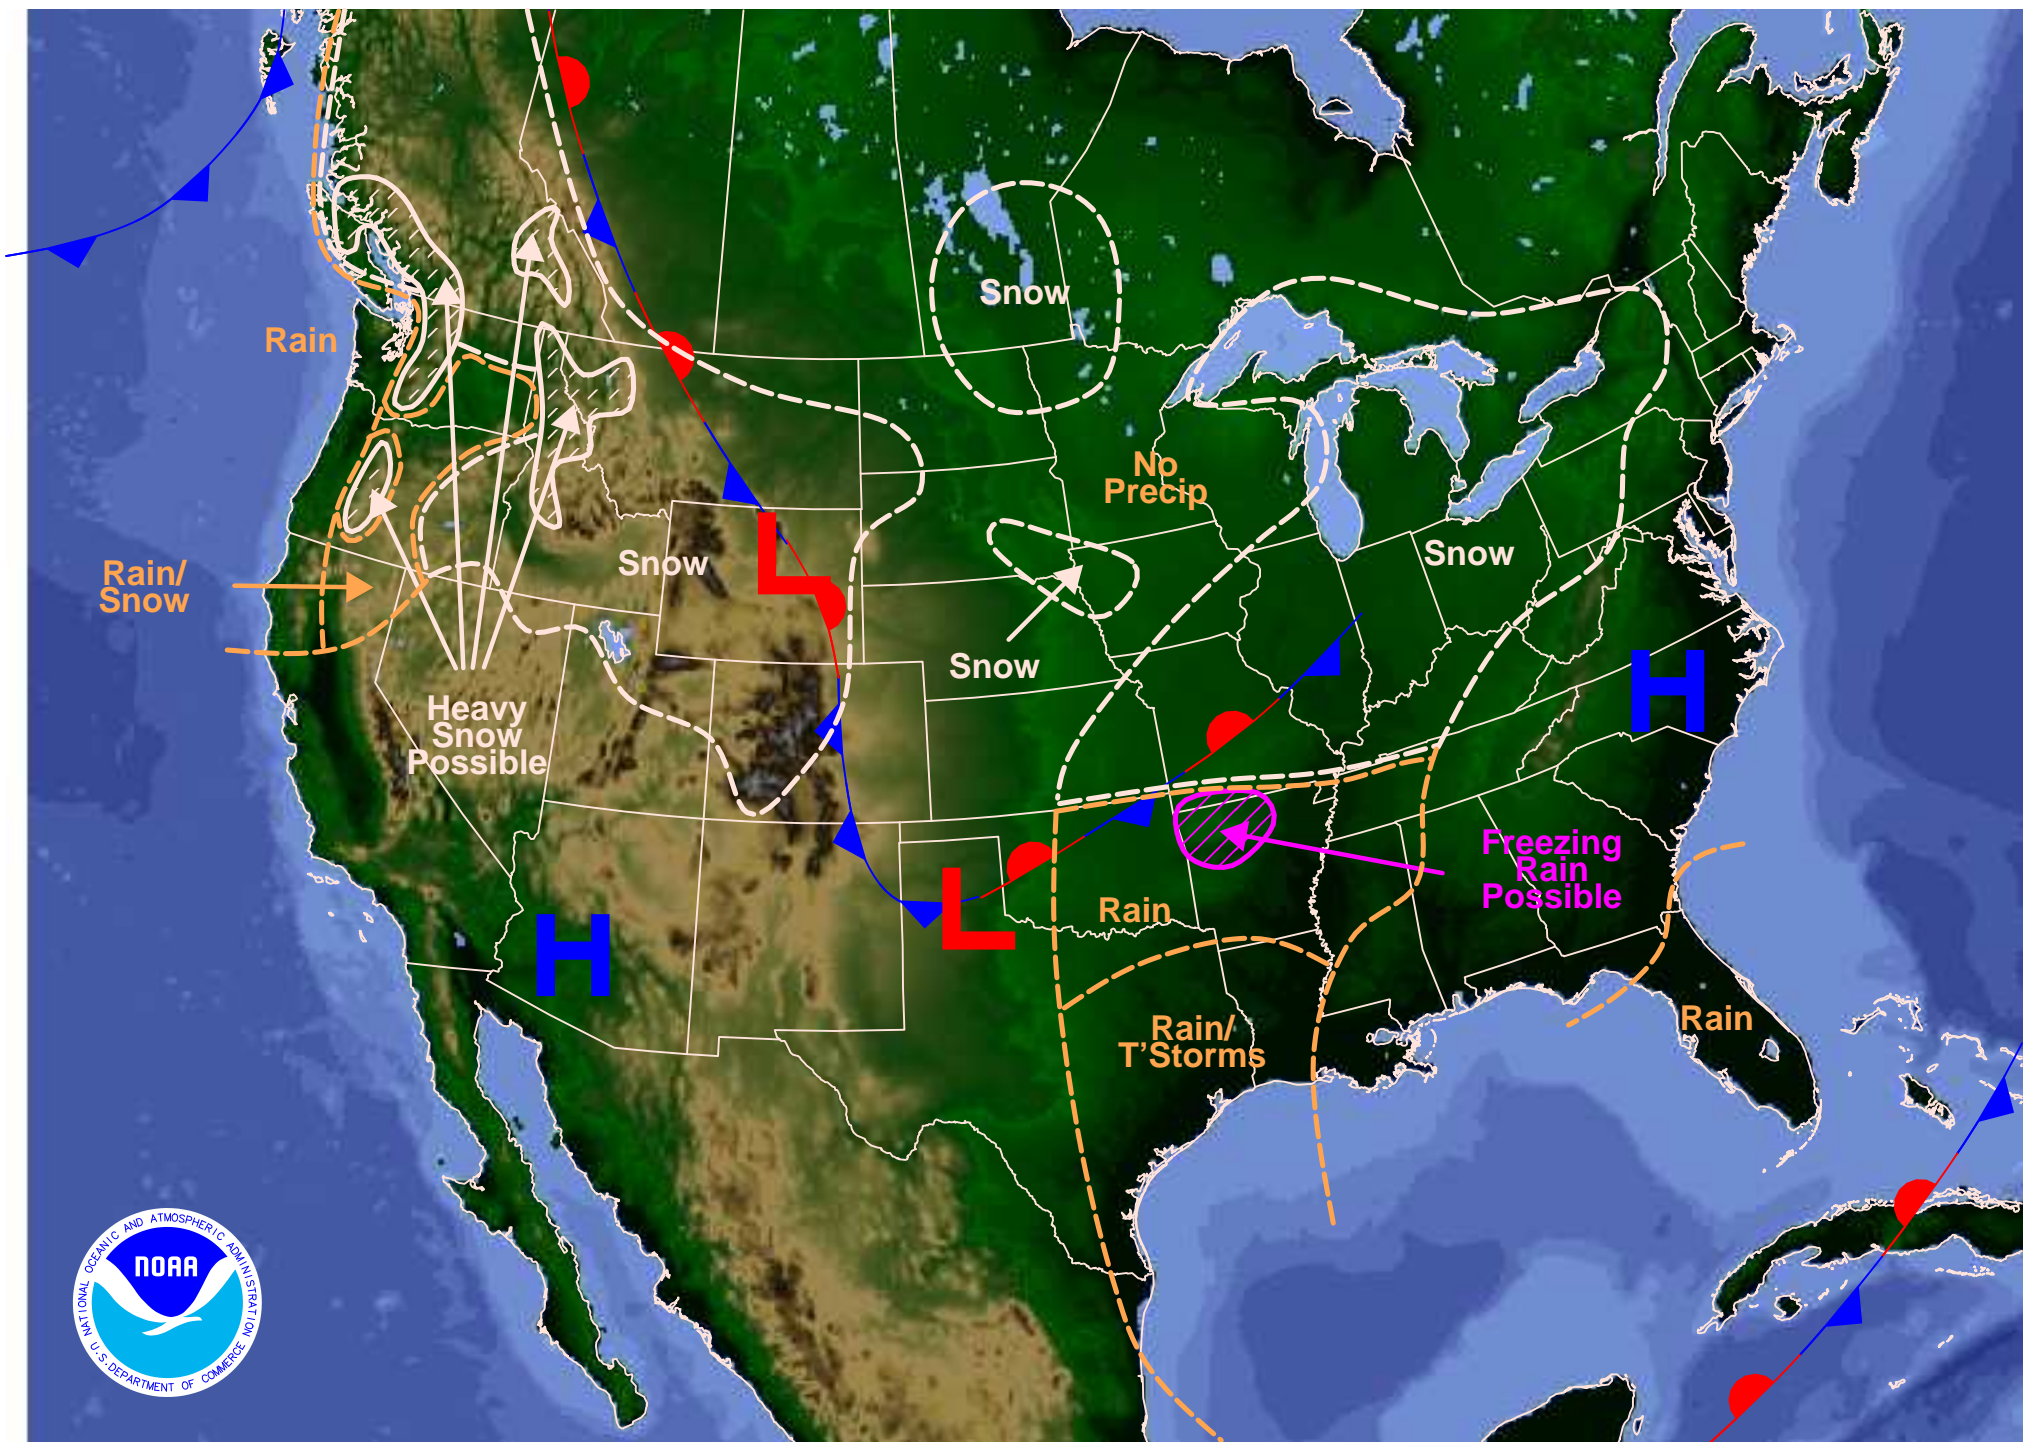 Snow
Rain
No
Precip
Snow
Snow
Rain/
Snow
Snow
Heavy
Snow
Possible
H
L
Freezing
Rain
Possible
L
Rain
H
Rain/
T'Storms
Rain
NATIONAL OCEANIC AND ATMOSPHERIC ADMINISTRATION
NOAA
U.S. DEPARTMENT OF COMMERCE